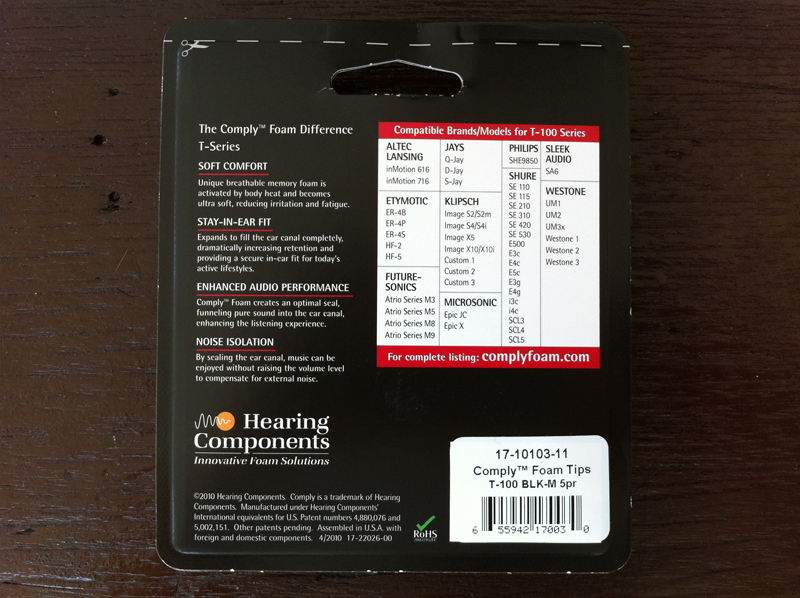 The Comply™ Foam Difference
T-Series
SOFT COMFORT
Unique breathable memory foam is
activated by body heat and becomes
ultra soft, reducing irritation and fatigue.
STAY-IN-EAR FIT
Expands to fill the ear canal completely,
dramatically increasing retention and
providing a secure in-ear fit for today's
active lifestyles.
ENHANCED AUDIO PERFORMANCE
Comply™ Foam creates an optimal seal,
funneling pure sound into the ear canal,
enhancing the listening experience.
NOISE ISOLATION
By sealing the ear canal, music can be
enjoyed without raising the volume level
to compensate for external noise.
Compatible Brands/Models for T-100 Series
ALTEC
LANSING
inMotion 616
inMotion 716
ETYMOTIC
ER-4B
ER-4P
ER-4S
HF-2
HF-5
FUTURE-
SONICS
Atrio Series M3
Atrio Series M5
Atrio Series M8
Atrio Series M9
JAYS
Q-Jay
D-Jay
S-Jay
KLIPSCH
Image S2/S2m
Image S4/S4i
Image X5
Image X10/X10i
Custom 1
Custom 2
Custom 3
MICROSONIC
Epic JC
Epic X
PHILIPS
SHE9850
SHURE
SE 110
SE 115
SE 210
SE 310
SE 420
SE 530
E500
E3c
E4c
E5c
E3g
E4g
i3c
i4c
SCL3
SCL4
SCL5
SLEEK
AUDIO
SA6
WESTONE
UM1
UM2
UM3x
Westone 1
Westone 2
Westone 3
For complete listing: complyfoam.com
Hearing
Components
Innovative Foam Solutions
©2010 Hearing Components. Comply is a trademark of Hearing
Components. Manufactured under Hearing Components'
International equivalents for U.S. Patent numbers 4,880,076 and
5,002,151. Other patents pending. Assembled in U.S.A. with
foreign and domestic components. 4/2010 17-22026-00
RoHS
17-10103-11
Comply™ Foam Tips
T-100 BLK-M 5pr
6 55942 17003 0